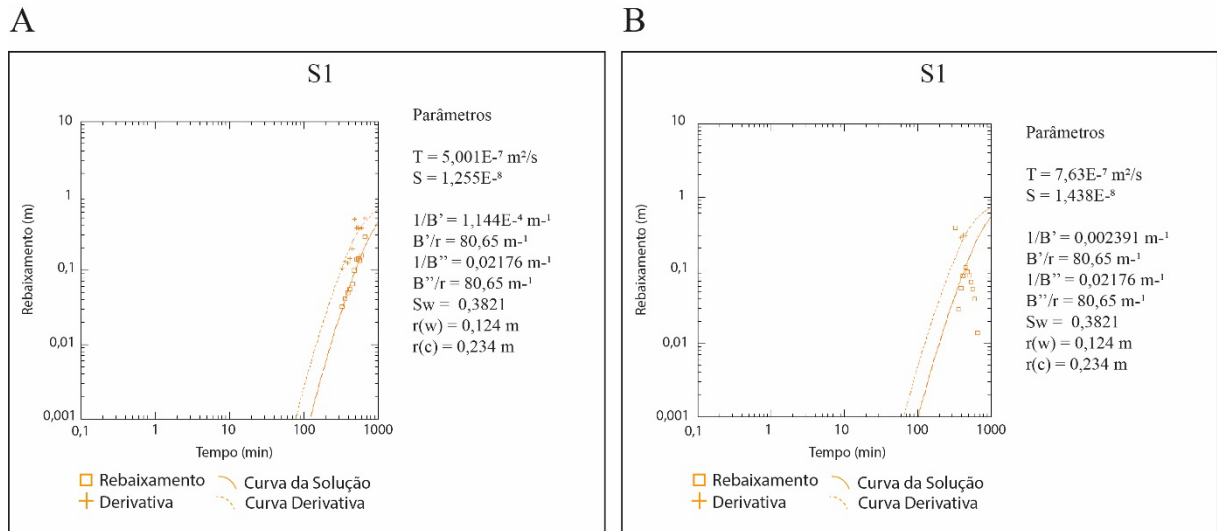 A
S1
Rebaixamento (m)
10
1
0,1
0,01
0,001
0,1
1
10
100
1000
Tempo (min)
Parâmetros
T = 5,001E-⁷ m²/s
S = 1,255E-⁸
1/B’ = 1,144E-⁴ m-¹
B’/r = 80,65 m-¹
1/B’’ = 0,02176 m-¹
B’’/r = 80,65 m-¹
Sw = 0,3821
r(w) = 0,124 m
r(c) = 0,234 m
Rebaixamento
Curva da Solução
Derivativa
Curva Derivativa
B
S1
Rebaixamento (m)
10
1
0,1
0,01
0,001
0,1
1
10
100
1000
Tempo (min)
Parâmetros
T = 7,63E-⁷ m²/s
S = 1,438E-⁸
1/B’ = 0,002391 m-¹
B’/r = 80,65 m-¹
1/B’’ = 0,02176 m-¹
B’’/r = 80,65 m-¹
Sw = 0,3821
r(w) = 0,124 m
r(c) = 0,234 m
Rebaixamento
Curva da Solução
Derivativa
Curva Derivativa